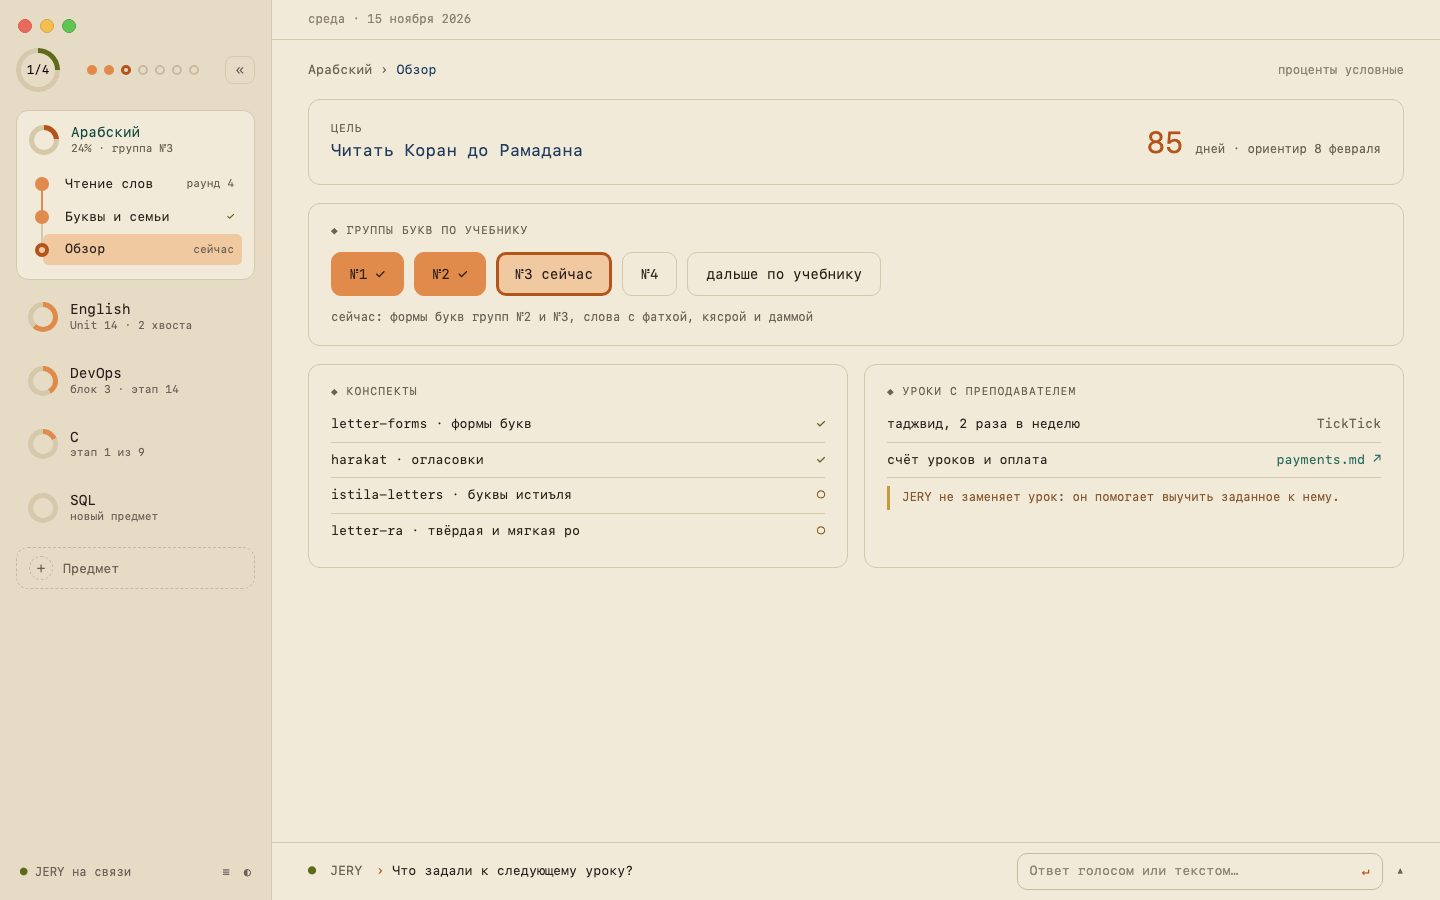 среда · 15 ноября 2026
1/4
«
Арабский
24% · группа №3
Чтение слов раунд 4
Буквы и семьи ✓
Обзор сейчас
English
Unit 14 · 2 хвоста
DevOps
блок 3 · этап 14
C
этап 1 из 9
SQL
новый предмет
+ Предмет
JERY на связи
Арабский › Обзор
проценты условные
ЦЕЛЬ
Читать Коран до Рамадана
85 дней · ориентир 8 февраля
◆ ГРУППЫ БУКВ ПО УЧЕБНИКУ
№1 ✓
№2 ✓
№3 сейчас
№4
дальше по учебнику
сейчас: формы букв групп №2 и №3, слова с фатхой, кясрой и даммой
◆ КОНСПЕКТЫ
letter-forms · формы букв ✓
harakat · огласовки ✓
istila-letters · буквы истиъля ○
letter-ra · твёрдая и мягкая ро ○
◆ УРОКИ С ПРЕПОДАВАТЕЛЕМ
таджвид, 2 раза в неделю TickTick
счёт уроков и оплата payments.md ↗
JERY не заменяет урок: он помогает выучить заданное к нему.
JERY › Что задали к следующему уроку?
Ответ голосом или текстом… ↵